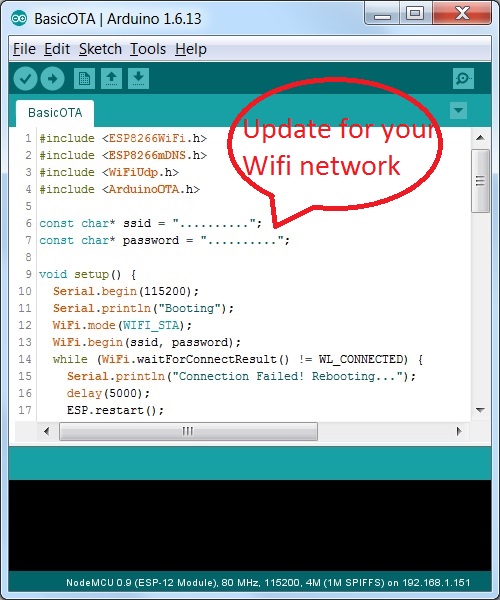 BasicOTA | Arduino 1.6.13
File Edit Sketch Tools Help
BasicOTA
Update for your
Wifi network
1 #include <ESP8266WiFi.h>
2 #include <ESP8266mDNS.h>
3 #include <WiFiUdp.h>
4 #include <ArduinoOTA.h>
5
6 const char* ssid = "..........";
7 const char* password = "..........";
8
9 void setup() {
10 Serial.begin(115200);
11 Serial.println("Booting");
12 WiFi.mode(WIFI_STA);
13 WiFi.begin(ssid, password);
14 while (WiFi.waitForConnectResult() != WL_CONNECTED) {
15 Serial.println("Connection Failed! Rebooting...");
16 delay(5000);
17 ESP.restart();
NodeMCU 0.9 (ESP-12 Module), 80 MHz, 115200, 4M (1M SPIFFS) on 192.168.1.151